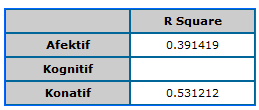 R Square
Afektif 0.391419
Kognitif
Konatif 0.531212